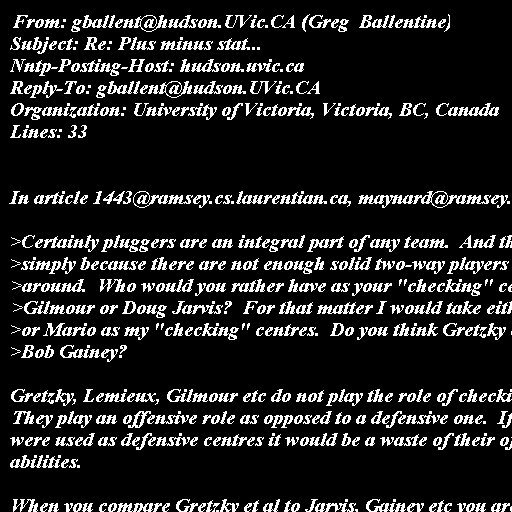 From: gballent@hudson.UVic.CA (Greg  Ballentine)
Subject: Re: Plus minus stat...
Nntp-Posting-Host: hudson.uvic.ca
Reply-To: gballent@hudson.UVic.CA
Organization: University of Victoria, Victoria, BC, Canada
Lines: 33
In article 1443@ramsey.cs.laurentian.ca, maynard@ramsey.
>Certainly pluggers are an integral part of any team.  And th
>simply because there are not enough solid two-way players
>around.  Who would you rather have as your "checking" ce
>Gilmour or Doug Jarvis?  For that matter I would take eith
>or Mario as my "checking" centres.  Do you think Gretzky
>Bob Gainey?
Gretzky, Lemieux, Gilmour etc do not play the role of checki
They play an offensive role as opposed to a defensive one.  If
were used as defensive centres it would be a waste of their of
abilities.
When you compare Gretzky et al to Jarvis, Gainey etc you are